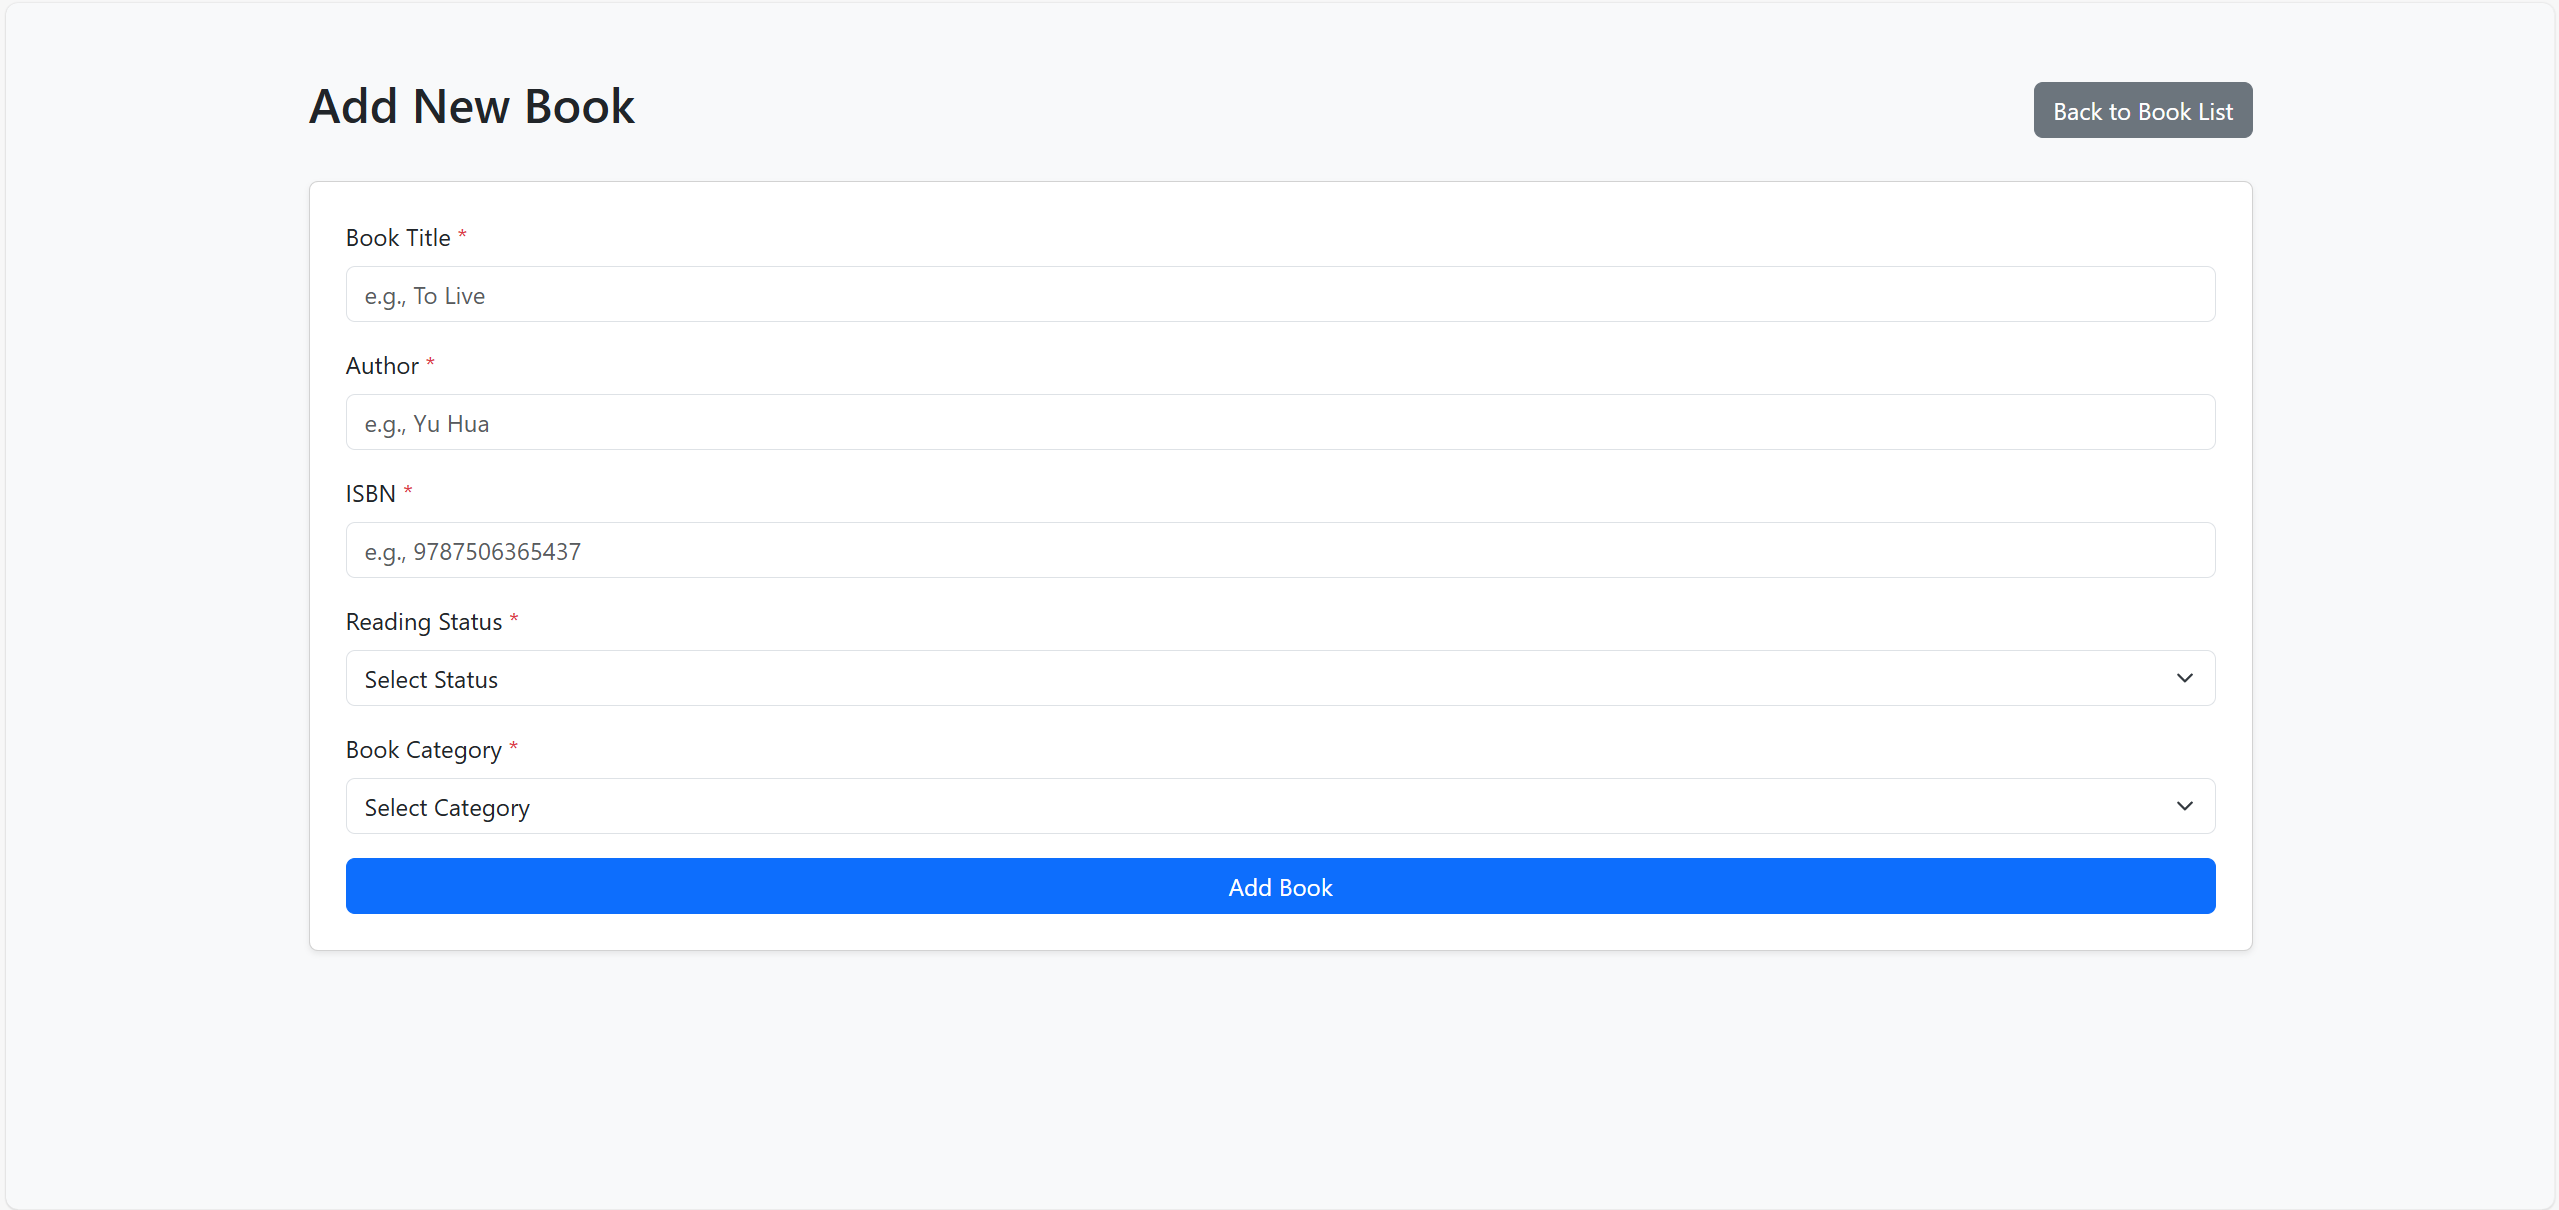 Add New Book
Back to Book List
Book Title *
e.g., To Live
Author *
e.g., Yu Hua
ISBN *
e.g., 9787506365437
Reading Status *
Select Status
Book Category *
Select Category
Add Book